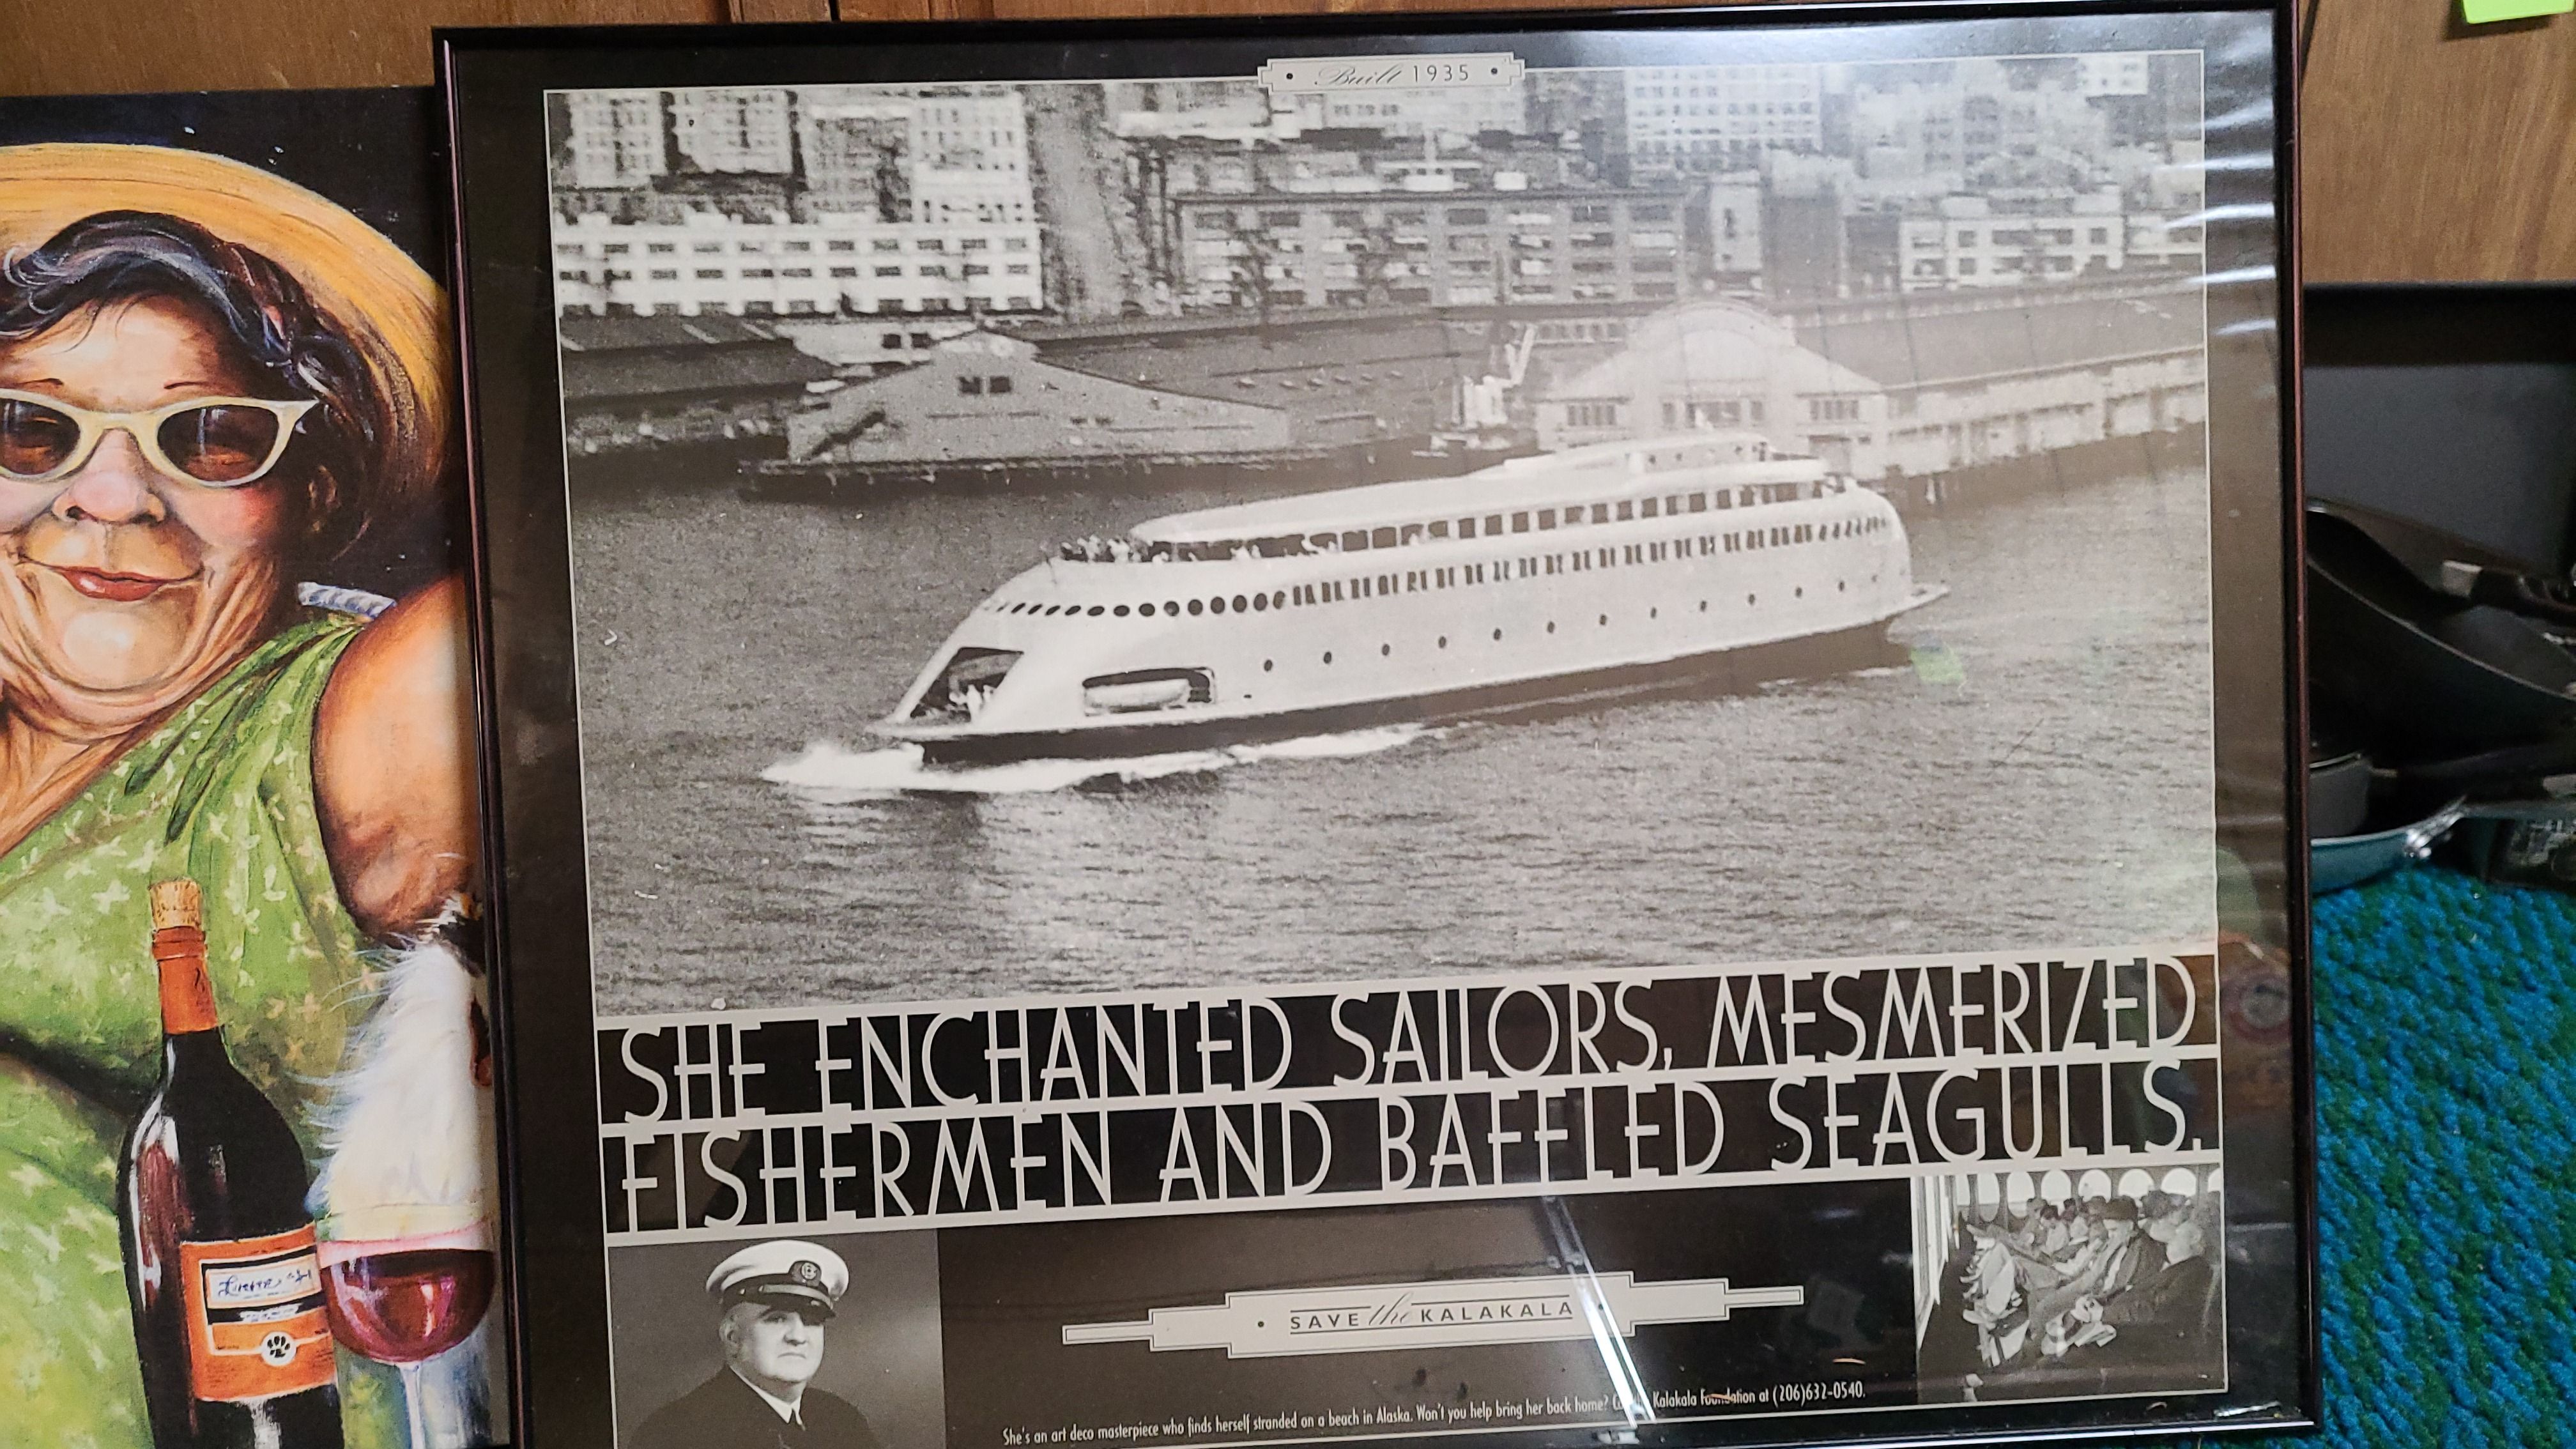 Built 1935
SHE ENCHANTED SAILORS, MESMERIZED
FISHERMEN AND BAFFLED SEAGULLS.
SAVE the KALAKALA
She's an art deco masterpiece who finds herself stranded on a beach in Alaska. Won't you help bring her back home? Kalakala Foundation at (206)632-0540.